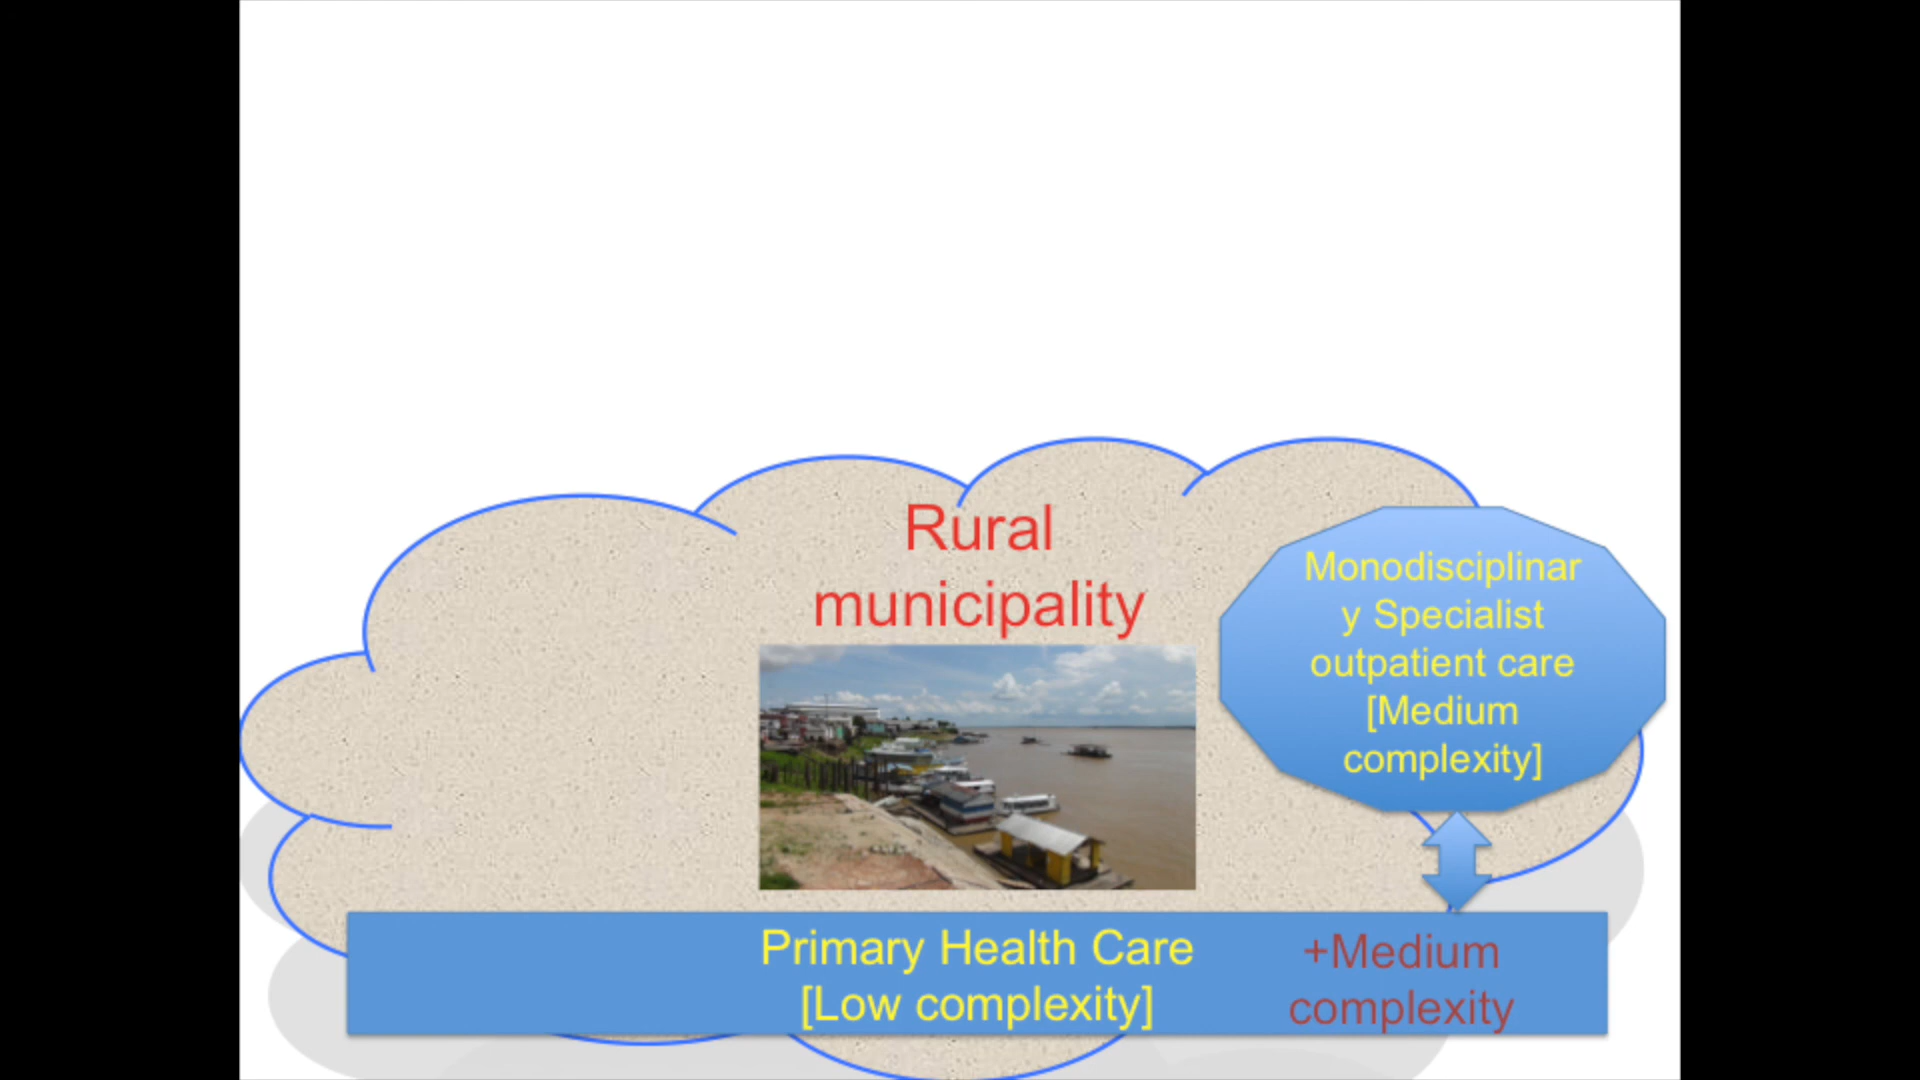 Rural
municipality
Monodisciplinar
y Specialist
outpatient care
[Medium
complexity]
Primary Health Care
[Low complexity]
+Medium
complexity